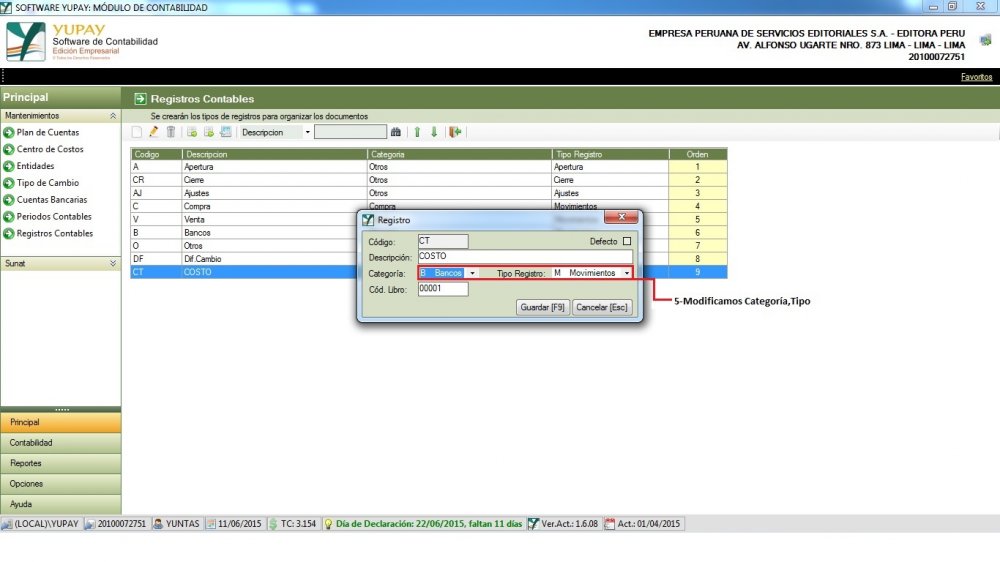 SOFTWARE YUPAY: MÓDULO DE CONTABILIDAD
YUPAY
Software de Contabilidad
Edición Empresarial
EMPRESA PERUANA DE SERVICIOS EDITORIALES S.A. - EDITORA PERU
AV. ALFONSO UGARTE NRO. 873 LIMA - LIMA - LIMA
20100072751
Favoritos
Principal
Mantenimientos
Plan de Cuentas
Centro de Costos
Entidades
Tipo de Cambio
Cuentas Bancarias
Periodos Contables
Registros Contables
Sunat
Principal
Contabilidad
Reportes
Opciones
Ayuda
Registros Contables
Se crearán los tipos de registros para organizar los documentos
Descripcion
Codigo Descripcion Categoria Tipo Registro Orden
A Apertura Otros Apertura 1
CR Cierre Otros Cierre 2
AJ Ajustes Otros Ajustes 3
C Compra Compra Movimientos 4
V Venta 5
B Bancos 6
O Otros 7
DF Dif.Cambio 8
CT COSTO 9
Registro
Código: CT Defecto
Descripción: COSTO
Categoría: B Bancos Tipo Registro: M Movimientos
Cód. Libro: 00001
Guardar [F9] Cancelar [Esc]
5-Modificamos Categoría,Tipo
(LOCAL)\YUPAY 20100072751 YUNTAS 11/06/2015 TC: 3.154 Día de Declaración: 22/06/2015, faltan 11 días Ver.Act.: 1.6.08 Act.: 01/04/2015